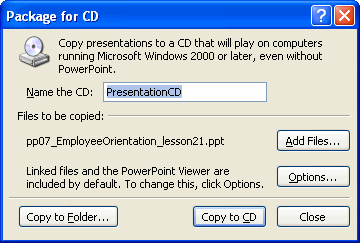 Package for CD
Copy presentations to a CD that will play on computers
running Microsoft Windows 2000 or later, even without
PowerPoint.
Name the CD: PresentationCD
Files to be copied:
pp07_EmployeeOrientation_lesson21.ppt
Add Files...
Linked files and the PowerPoint Viewer are
included by default. To change this, click Options.
Options...
Copy to Folder... Copy to CD Close